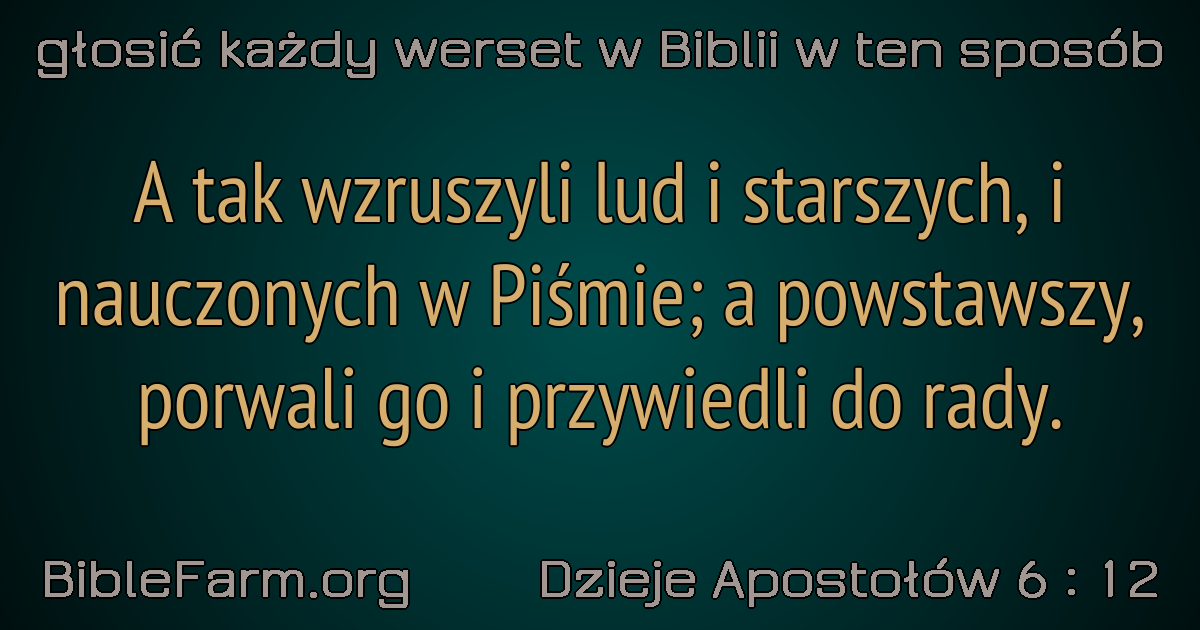 głosić każdy werset w Biblii w ten sposób
A tak wzruszyli lud i starszych, i
nauczonych w Piśmie; a powstawszy,
porwali go i przywiedli do rady.
BibleFarm.org
Dzieje Apostołów 6 : 12